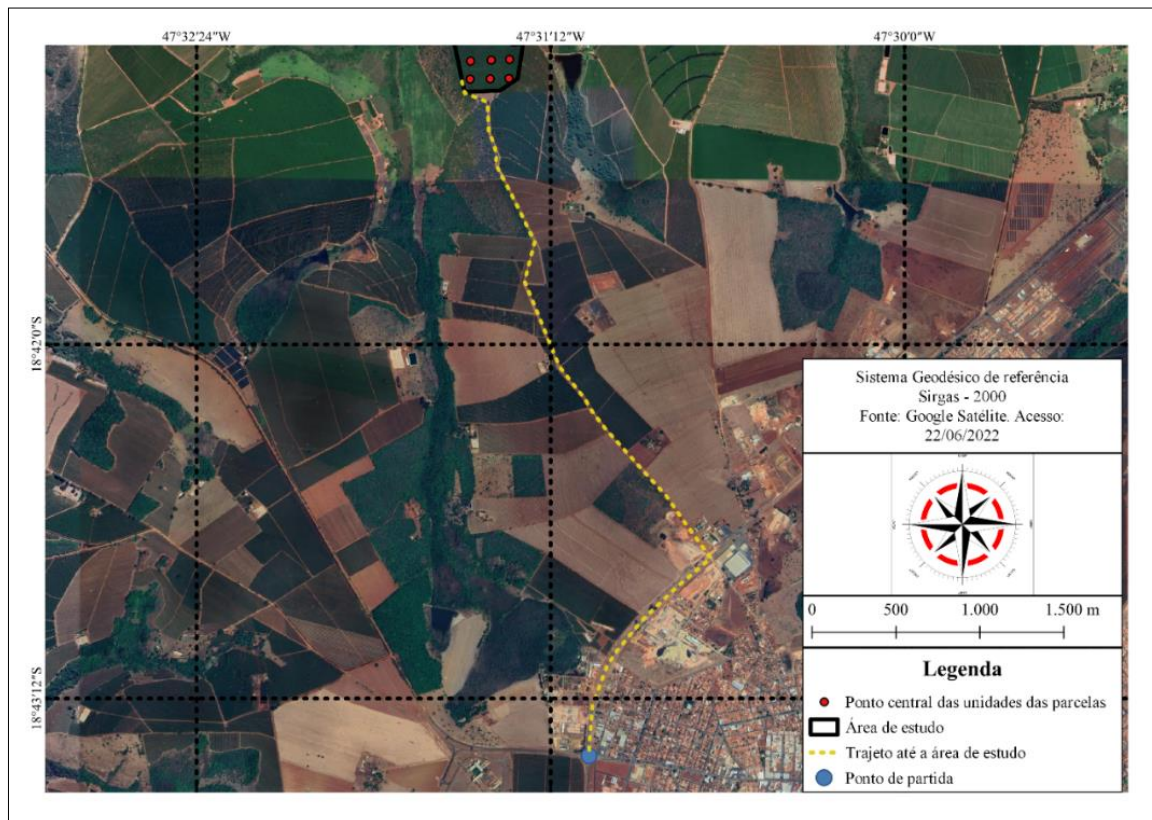 47°32'24"W
47°31'12"W
47°30'0"W
18°42'0"S
18°43'12"S
Sistema Geodésico de referência
Sirgas - 2000
Fonte: Google Satélite. Acesso:
22/06/2022
0 500 1.000 1.500 m
Legenda
Ponto central das unidades das parcelas
Área de estudo
Trajeto até a área de estudo
Ponto de partida